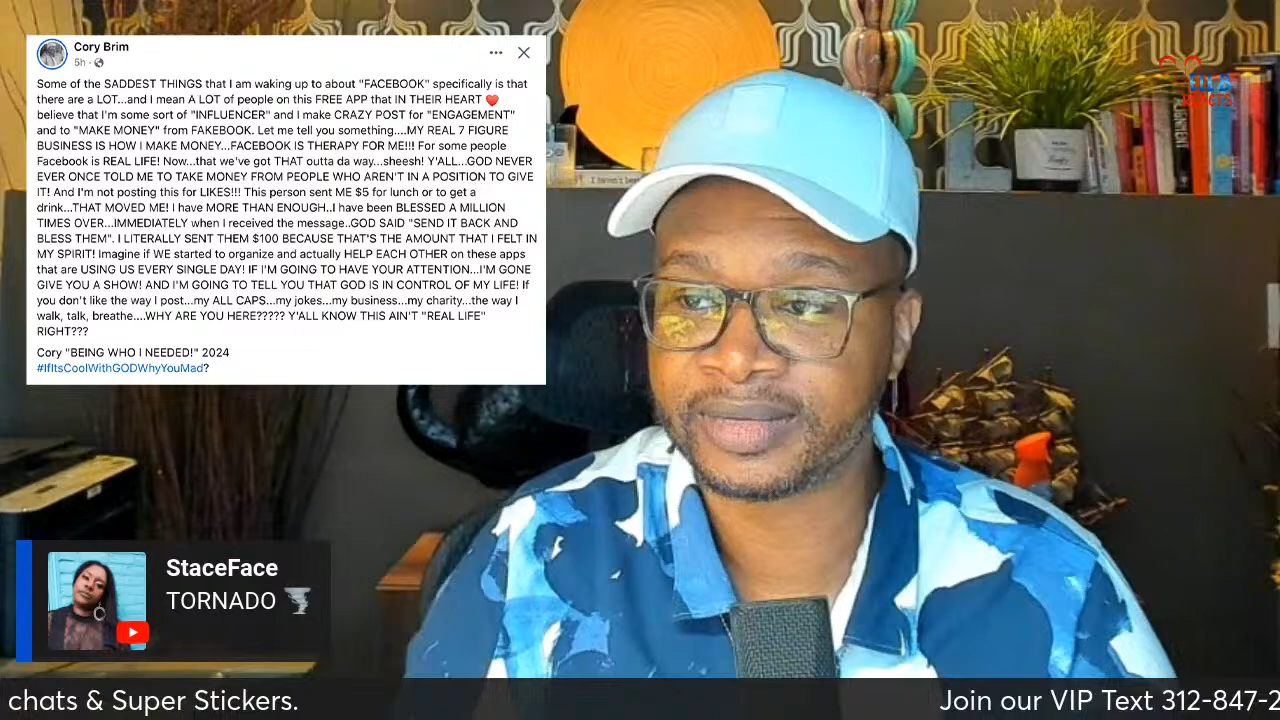 Cory Brim
5h
Some of the SADDEST THINGS that I am waking up to about "FACEBOOK" specifically is that
there are a LOT...and I mean A LOT of people on this FREE APP that IN THEIR HEART ❤️
believe that I'm some sort of "INFLUENCER" and I make CRAZY POST for "ENGAGEMENT"
and to "MAKE MONEY" from FAKEBOOK. Let me tell you something....MY REAL 7 FIGURE
BUSINESS IS HOW I MAKE MONEY...FACEBOOK IS THERAPY FOR ME!!! For some people
Facebook is REAL LIFE! Now...that we've got THAT outta da way...sheesh! Y'ALL...GOD NEVER
EVER ONCE TOLD ME TO TAKE MONEY FROM PEOPLE WHO AREN'T IN A POSITION TO GIVE
IT! And I'm not posting this for LIKES!!! This person sent ME $5 for lunch or to get a
drink...THAT MOVED ME! I have MORE THAN ENOUGH..I have been BLESSED A MILLION
TIMES OVER...IMMEDIATELY when I received the message..GOD SAID "SEND IT BACK AND
BLESS THEM". I LITERALLY SENT THEM $100 BECAUSE THAT'S THE AMOUNT THAT I FELT IN
MY SPIRIT! Imagine if WE started to organize and actually HELP EACH OTHER on these apps
that are USING US EVERY SINGLE DAY! IF I'M GOING TO HAVE YOUR ATTENTION...I'M GONE
GIVE YOU A SHOW! AND I'M GOING TO TELL YOU THAT GOD IS IN CONTROL OF MY LIFE! If
you don't like the way I post...my ALL CAPS...my jokes...my business...my charity...the way I
walk, talk, breathe....WHY ARE YOU HERE????? Y'ALL KNOW THIS AIN'T "REAL LIFE"
RIGHT???
Cory "BEING WHO I NEEDED!" 2024
#IfItsCoolWithGODWhyYouMad?
StaceFace
TORNADO 🌪️
chats & Super Stickers.
Join our VIP Text 312-847-2